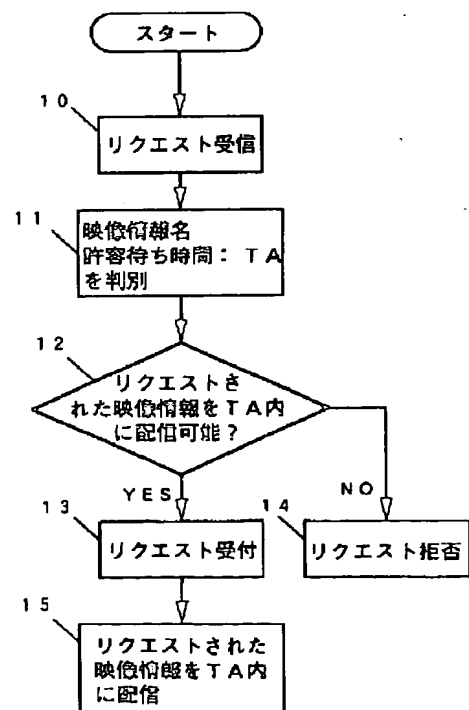 スタート
10
リクエスト受信
11
映像情報名
許容待ち時間: TA
を判別
12
リクエストさ
れた映像情報をTA内
に配信可能?
YES
NO
13
リクエスト受付
14
リクエスト拒否
15
リクエストされた
映像情報をTA内
に配信